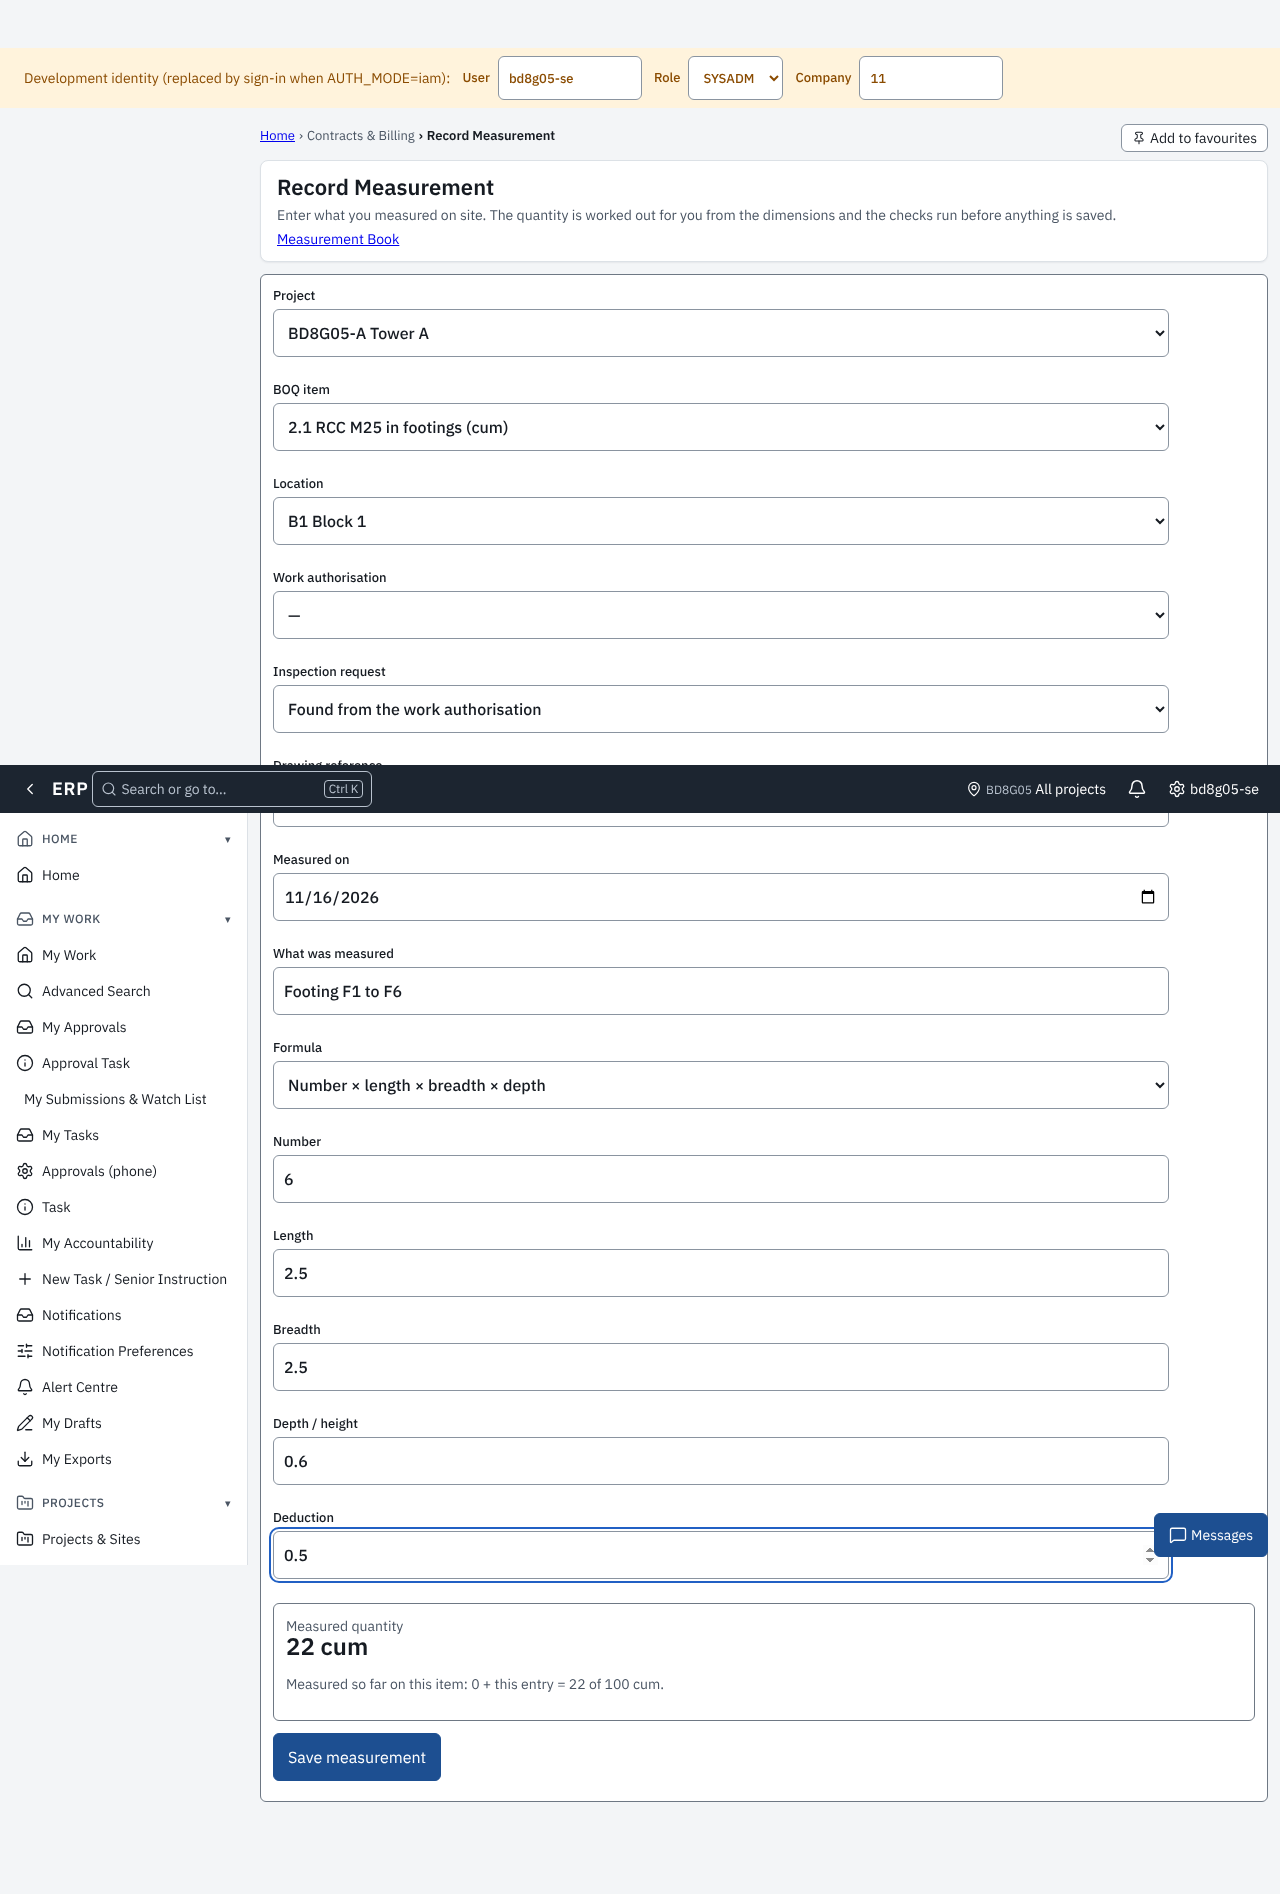 Development identity (replaced by sign-in when AUTH_MODE=iam): User bd8g05-se Role SYSADM Company 11
Home › Contracts & Billing › Record Measurement
Add to favourites
Record Measurement
Enter what you measured on site. The quantity is worked out for you from the dimensions and the checks run before anything is saved.
Measurement Book
Project
BD8G05-A Tower A
BOQ item
2.1 RCC M25 in footings (cum)
Location
B1 Block 1
Work authorisation
—
Inspection request
Found from the work authorisation
Drawing reference
ERP
Search or go to...
Ctrl K
BD8G05 All projects
bd8g05-se
HOME
Home
MY WORK
My Work
Advanced Search
My Approvals
Approval Task
My Submissions & Watch List
My Tasks
Approvals (phone)
Task
My Accountability
New Task / Senior Instruction
Notifications
Notification Preferences
Alert Centre
My Drafts
My Exports
PROJECTS
Projects & Sites
Measured on
11/16/2026
What was measured
Footing F1 to F6
Formula
Number × length × breadth × depth
Number
6
Length
2.5
Breadth
2.5
Depth / height
0.6
Deduction
0.5
Messages
Measured quantity
22 cum
Measured so far on this item: 0 + this entry = 22 of 100 cum.
Save measurement